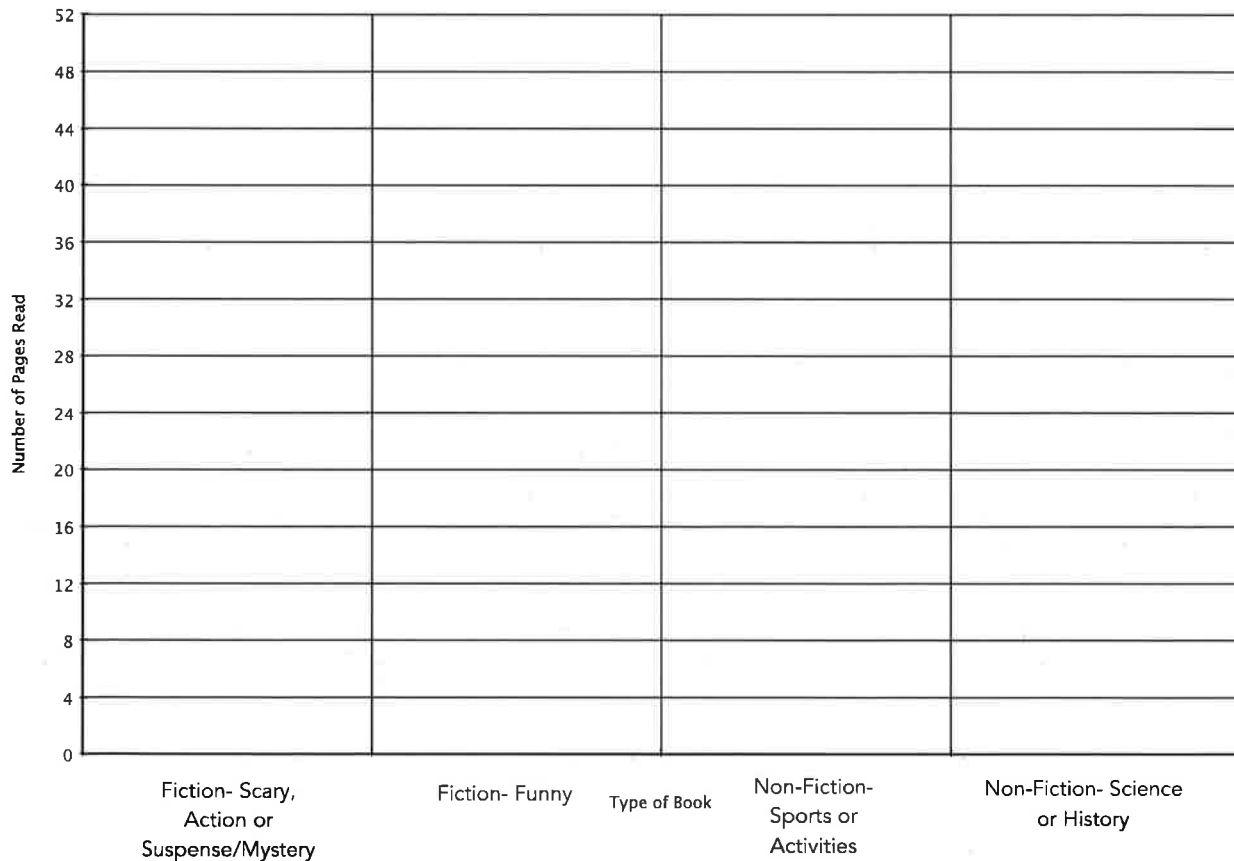 52
48
44
40
36
32
28
24
20
16
12
8
4
0
Number of Pages Read
Fiction- Scary,
Action or
Suspense/Mystery
Fiction- Funny
Type of Book
Non-Fiction-
Sports or
Activities
Non-Fiction- Science
or History